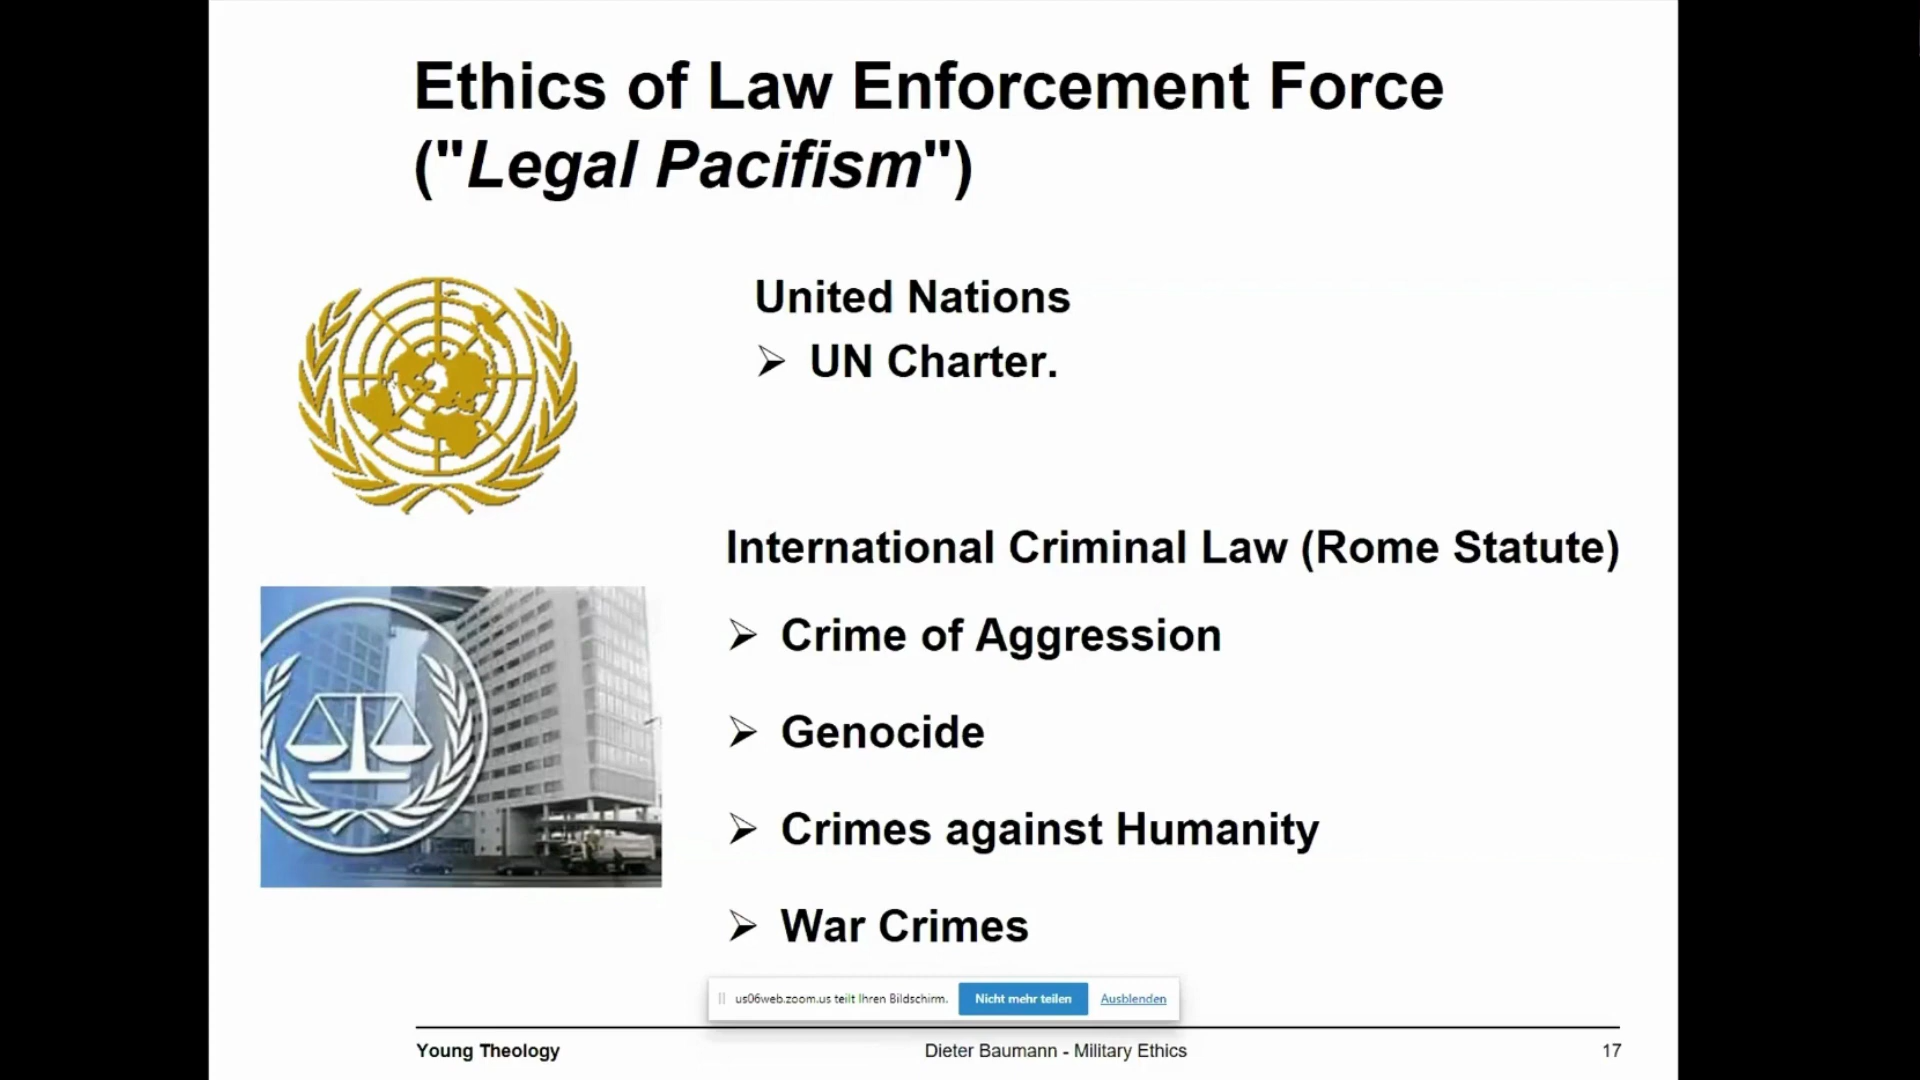 Ethics of Law Enforcement Force
("Legal Pacifism")
United Nations
➢ UN Charter.
International Criminal Law (Rome Statute)
➢ Crime of Aggression
➢ Genocide
➢ Crimes against Humanity
➢ War Crimes
us06web.zoom.us teilt Ihren Bildschirm. Nicht mehr teilen Ausblenden
Young Theology Dieter Baumann - Military Ethics 17